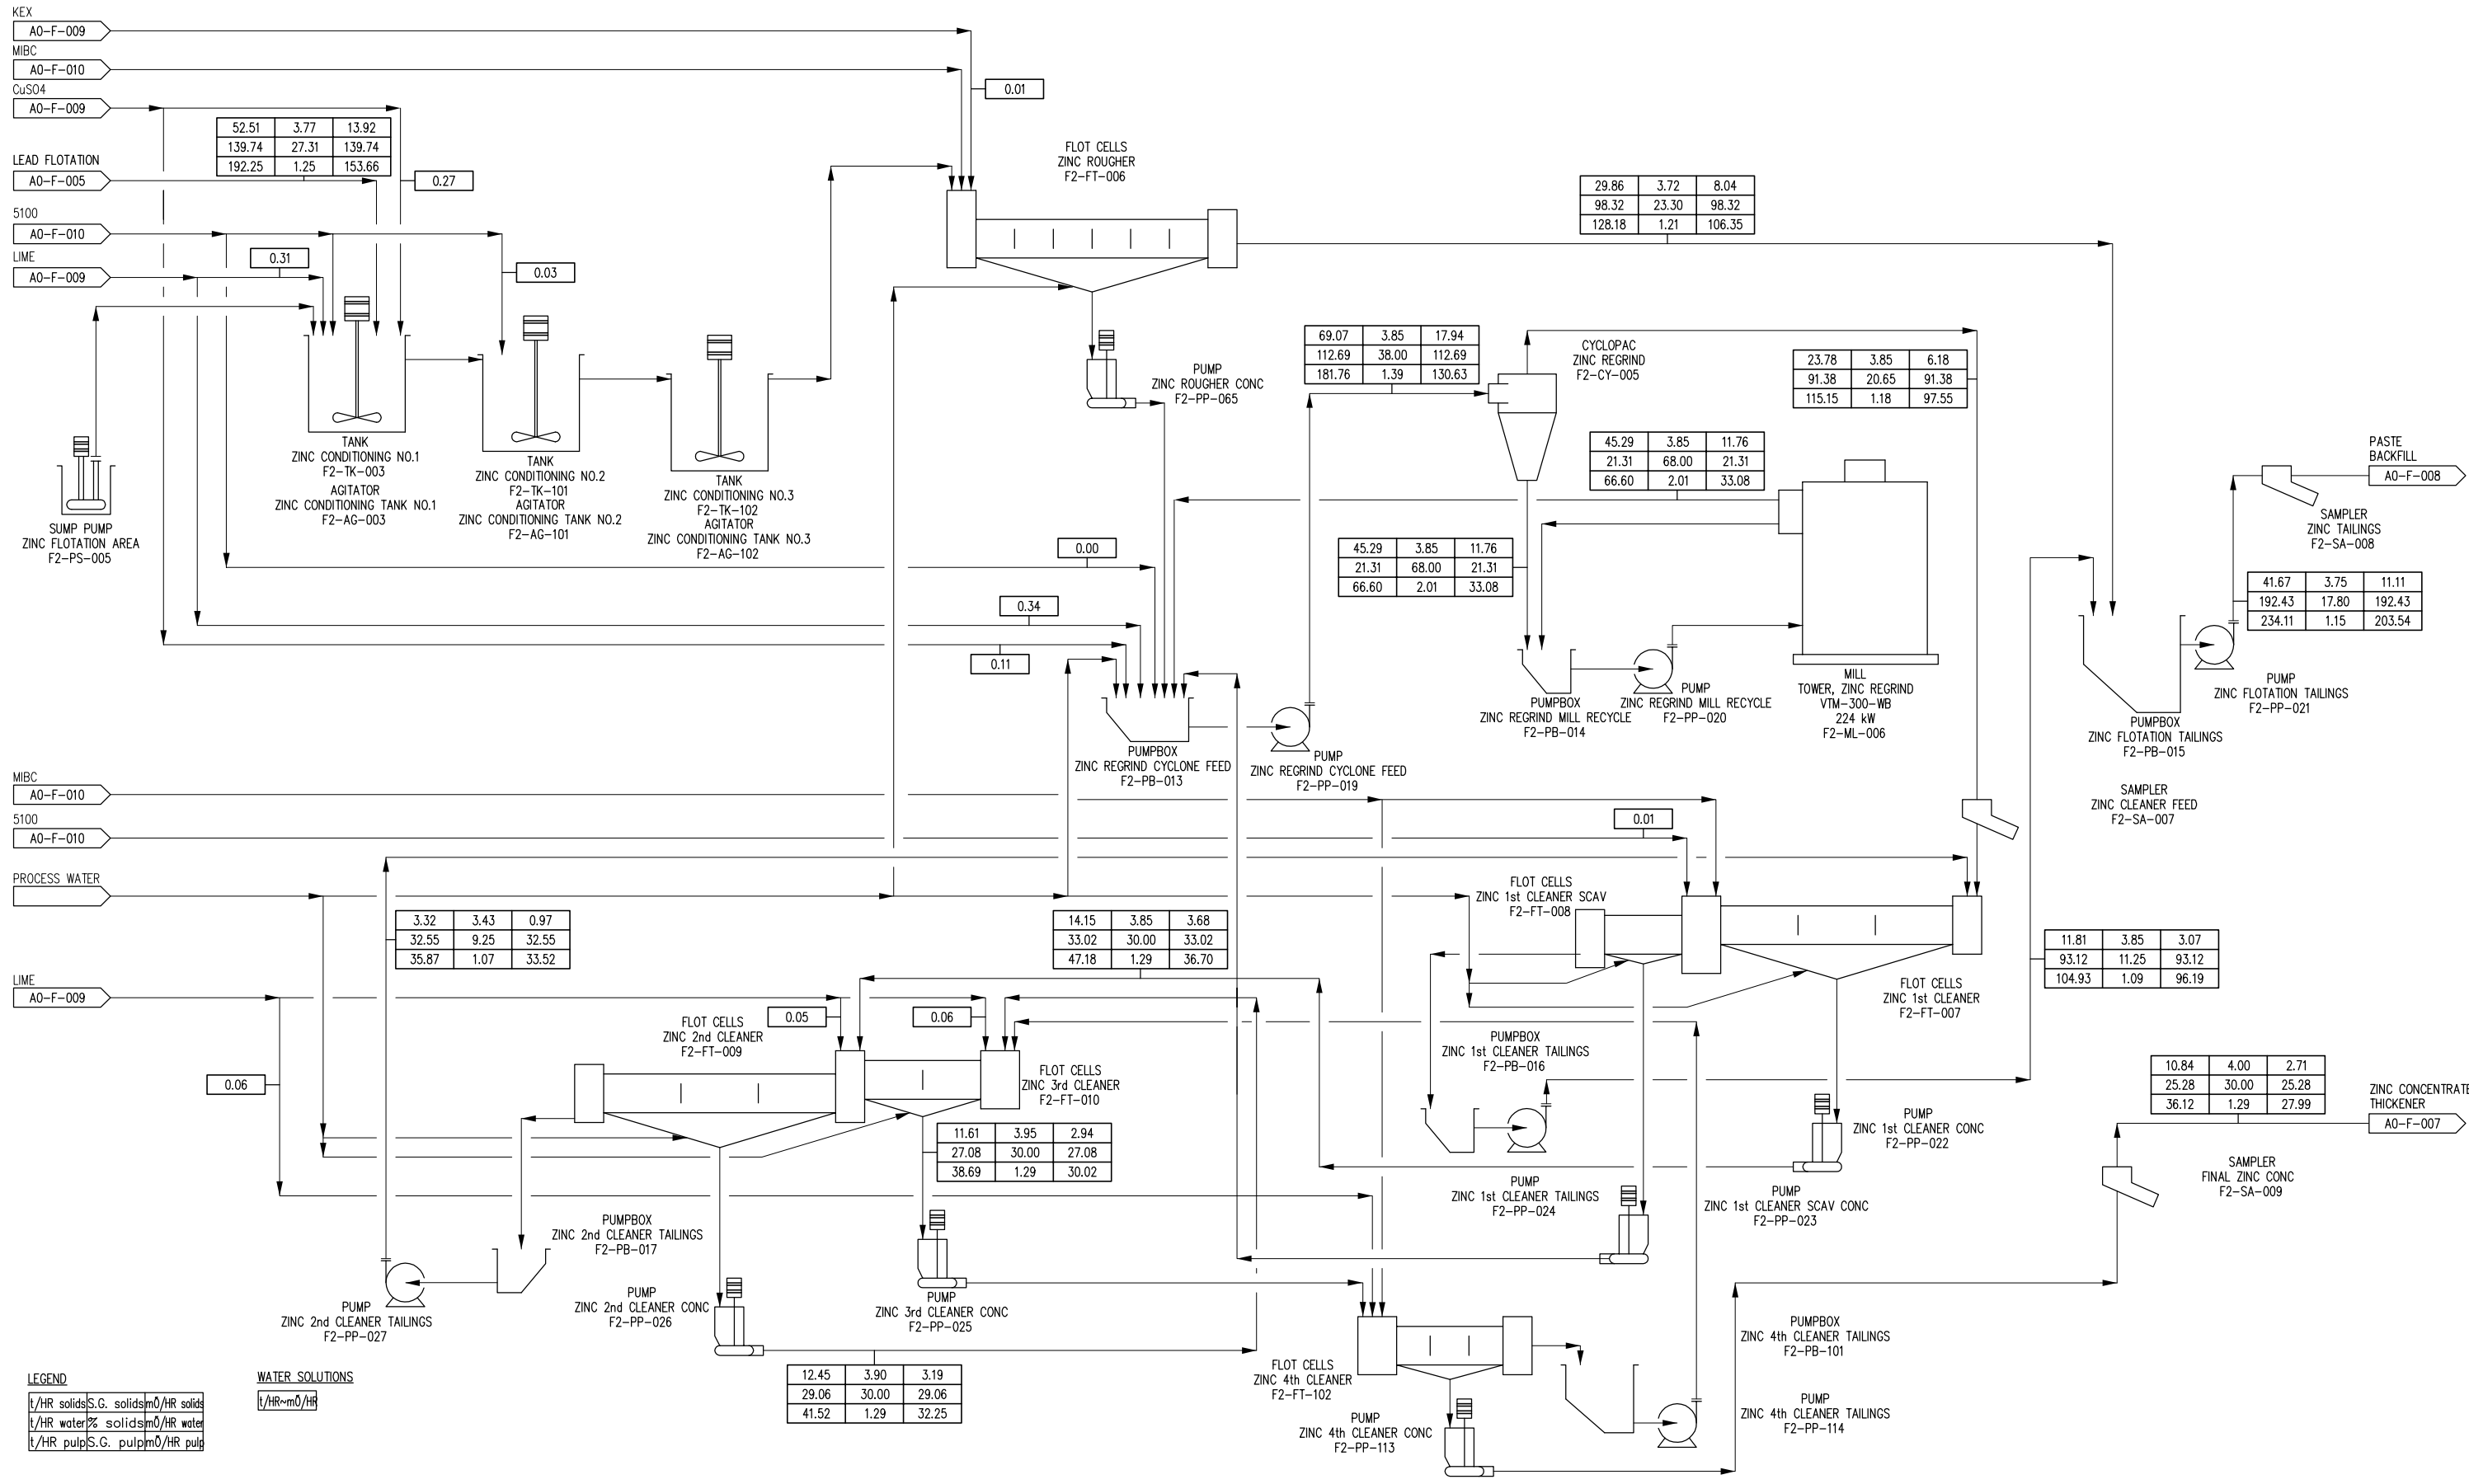 KEX
A0-F-009
MIBC
A0-F-010
CuSO4
A0-F-009
LEAD FLOTATION
A0-F-005
5100
A0-F-010
LIME
A0-F-009
52.51 3.77 13.92
139.74 27.31 139.74
192.25 1.25 153.66
0.27
0.31
0.03
0.01
FLOT CELLS
ZINC ROUGHER
F2-FT-006
29.86 3.72 8.04
98.32 23.30 98.32
128.18 1.21 106.35
TANK
ZINC CONDITIONING NO.1
F2-TK-003
AGITATOR
ZINC CONDITIONING TANK NO.1
F2-AG-003
TANK
ZINC CONDITIONING NO.2
F2-TK-101
AGITATOR
ZINC CONDITIONING TANK NO.2
F2-AG-101
TANK
ZINC CONDITIONING NO.3
F2-TK-102
AGITATOR
ZINC CONDITIONING TANK NO.3
F2-AG-102
SUMP PUMP
ZINC FLOTATION AREA
F2-PS-005
PUMP
ZINC ROUGHER CONC
F2-PP-065
69.07 3.85 17.94
112.69 38.00 112.69
181.76 1.39 130.63
CYCLOPAC
ZINC REGRIND
F2-CY-005
23.78 3.85 6.18
91.38 20.65 91.38
115.15 1.18 97.55
45.29 3.85 11.76
21.31 68.00 21.31
66.60 2.01 33.08
45.29 3.85 11.76
21.31 68.00 21.31
66.60 2.01 33.08
PASTE
BACKFILL
A0-F-008
SAMPLER
ZINC TAILINGS
F2-SA-008
41.67 3.75 11.11
192.43 17.80 192.43
234.11 1.15 203.54
0.00
0.34
0.11
PUMPBOX
ZINC REGRIND CYCLONE FEED
F2-PB-013
PUMP
ZINC REGRIND CYCLONE FEED
F2-PP-019
PUMPBOX
ZINC REGRIND MILL RECYCLE
F2-PB-014
PUMP
ZINC REGRIND MILL RECYCLE
F2-PP-020
MILL
TOWER, ZINC REGRIND
VTM-300-WB
224 kW
F2-ML-006
PUMP
ZINC FLOTATION TAILINGS
F2-PP-021
PUMPBOX
ZINC FLOTATION TAILINGS
F2-PB-015
SAMPLER
ZINC CLEANER FEED
F2-SA-007
MIBC
A0-F-010
5100
A0-F-010
PROCESS WATER
LIME
A0-F-009
0.01
3.32 3.43 0.97
32.55 9.25 32.55
35.87 1.07 33.52
14.15 3.85 3.68
33.02 30.00 33.02
47.18 1.29 36.70
FLOT CELLS
ZINC 1st CLEANER SCAV
F2-FT-008
FLOT CELLS
ZINC 1st CLEANER
F2-FT-007
11.81 3.85 3.07
93.12 11.25 93.12
104.93 1.09 96.19
0.05
0.06
FLOT CELLS
ZINC 2nd CLEANER
F2-FT-009
FLOT CELLS
ZINC 3rd CLEANER
F2-FT-010
0.06
PUMPBOX
ZINC 1st CLEANER TAILINGS
F2-PB-016
10.84 4.00 2.71
25.28 30.00 25.28
36.12 1.29 27.99
ZINC CONCENTRATE
THICKENER
A0-F-007
11.61 3.95 2.94
27.08 30.00 27.08
38.69 1.29 30.02
PUMP
ZINC 1st CLEANER CONC
F2-PP-022
PUMP
ZINC 1st CLEANER TAILINGS
F2-PP-024
PUMP
ZINC 1st CLEANER SCAV CONC
F2-PP-023
SAMPLER
FINAL ZINC CONC
F2-SA-009
PUMPBOX
ZINC 2nd CLEANER TAILINGS
F2-PB-017
PUMP
ZINC 2nd CLEANER TAILINGS
F2-PP-027
PUMP
ZINC 2nd CLEANER CONC
F2-PP-026
PUMP
ZINC 3rd CLEANER CONC
F2-PP-025
12.45 3.90 3.19
29.06 30.00 29.06
41.52 1.29 32.25
FLOT CELLS
ZINC 4th CLEANER
F2-FT-102
PUMP
ZINC 4th CLEANER CONC
F2-PP-113
PUMPBOX
ZINC 4th CLEANER TAILINGS
F2-PB-101
PUMP
ZINC 4th CLEANER TAILINGS
F2-PP-114
LEGEND
t/HR solids S.G. solids mÕ/HR solids
t/HR water % solids mÕ/HR water
t/HR pulp S.G. pulp mÕ/HR pulp
WATER SOLUTIONS
t/HR~mÕ/HR